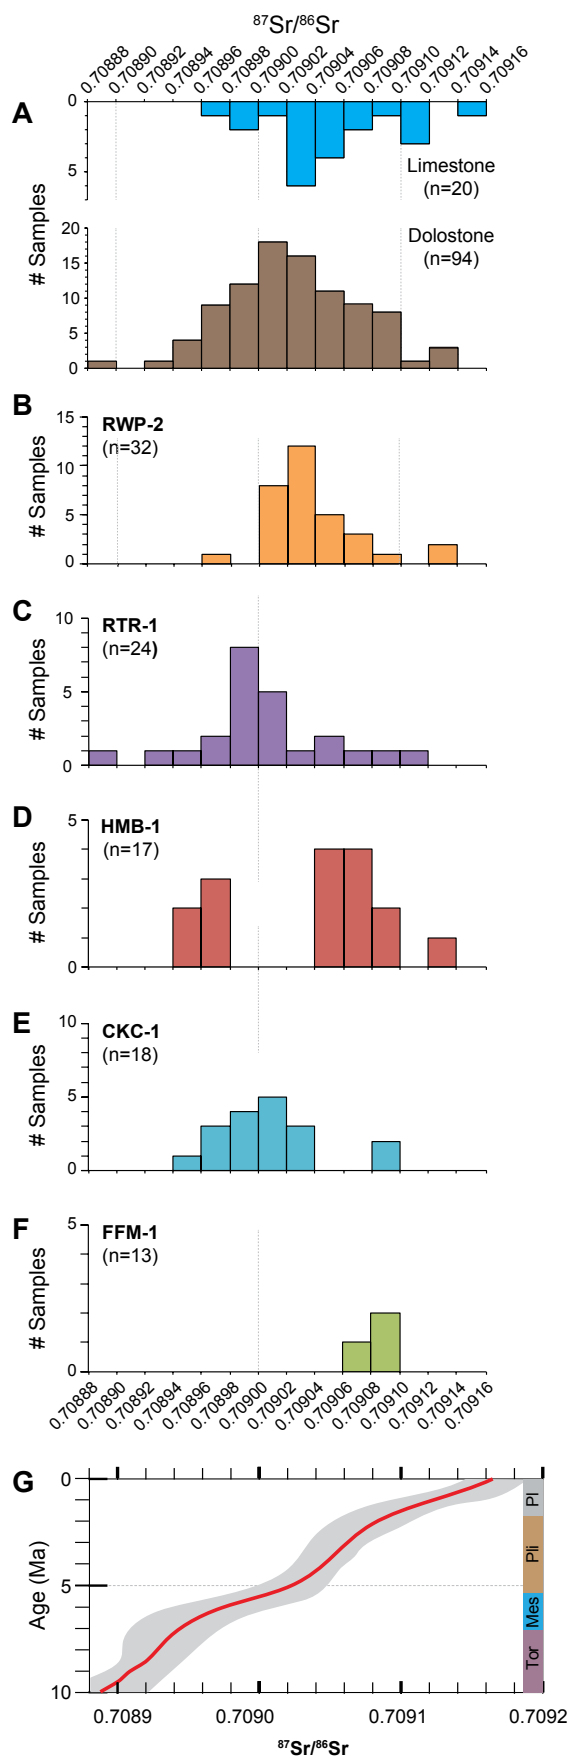 ⁸⁷Sr/⁸⁶Sr
0.70888 0.70890 0.70892 0.70894 0.70896 0.70898 0.70900 0.70902 0.70904 0.70906 0.70908 0.70910 0.70912 0.70914 0.70916
A
0
5
Limestone
(n=20)
# Samples
20
15
10
5
0
Dolostone
(n=94)
B
15
10
5
0
# Samples
RWP-2
(n=32)
C
10
5
0
# Samples
RTR-1
(n=24)
D
5
0
# Samples
HMB-1
(n=17)
E
10
5
0
# Samples
CKC-1
(n=18)
F
5
0
# Samples
FFM-1
(n=13)
0.70888 0.70890 0.70892 0.70894 0.70896 0.70898 0.70900 0.70902 0.70904 0.70906 0.70908 0.70910 0.70912 0.70914 0.70916
G
0
5
10
Age (Ma)
Pl
Pli
Mes
Tor
0.7089 0.7090 0.7091 0.7092
⁸⁷Sr/⁸⁶Sr